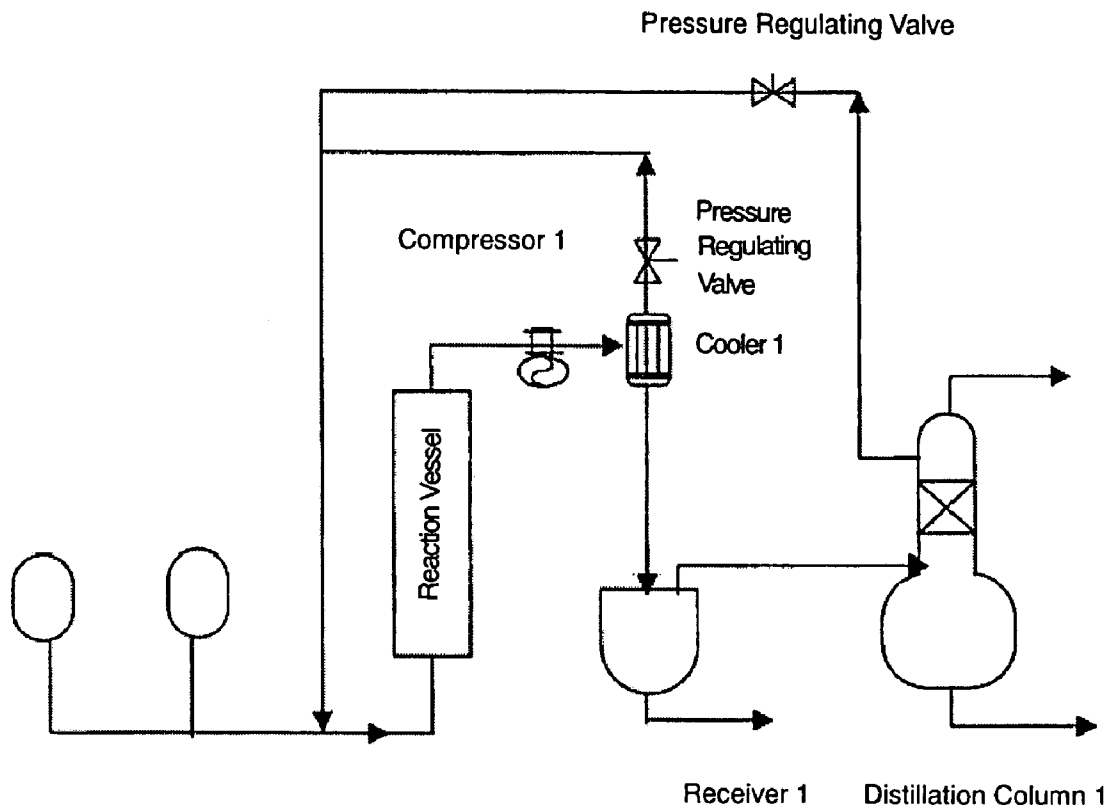 Pressure Regulating Valve
Pressure
Regulating
Valve
Compressor 1
Cooler 1
Reaction Vessel
Receiver 1
Distillation Column 1